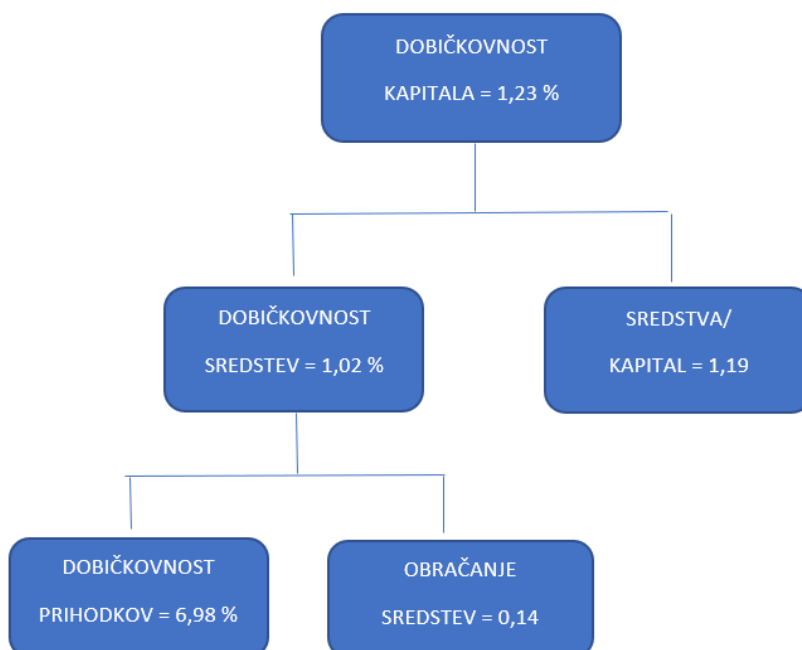 DOBIČKOVNOST
KAPITALA = 1,23 %
DOBIČKOVNOST
SREDSTEV = 1,02 %
SREDSTVA/
KAPITAL = 1,19
DOBIČKOVNOST
PRIHODKOV = 6,98 %
OBRAČANJE
SREDSTEV = 0,14